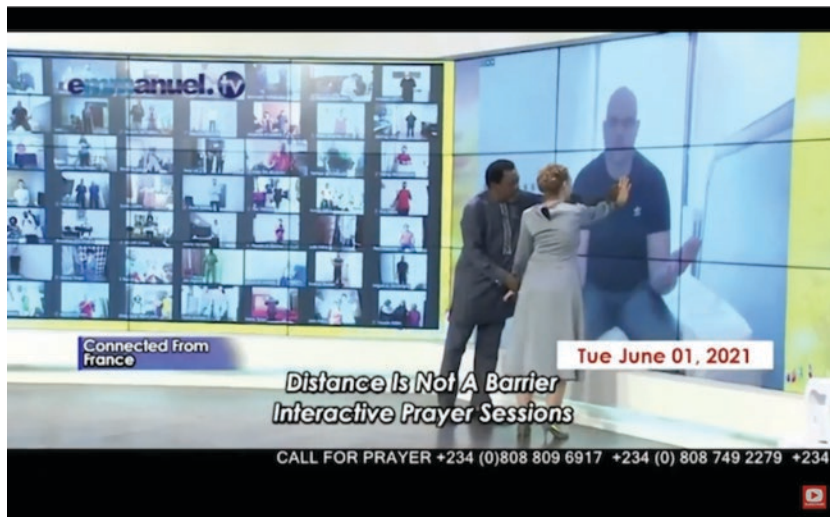 emmanuel.tv
Connected From
France
Tue June 01, 2021
Distance Is Not A Barrier
Interactive Prayer Sessions
CALL FOR PRAYER +234 (0)808 809 6917 +234 (0) 808 749 2279 +234